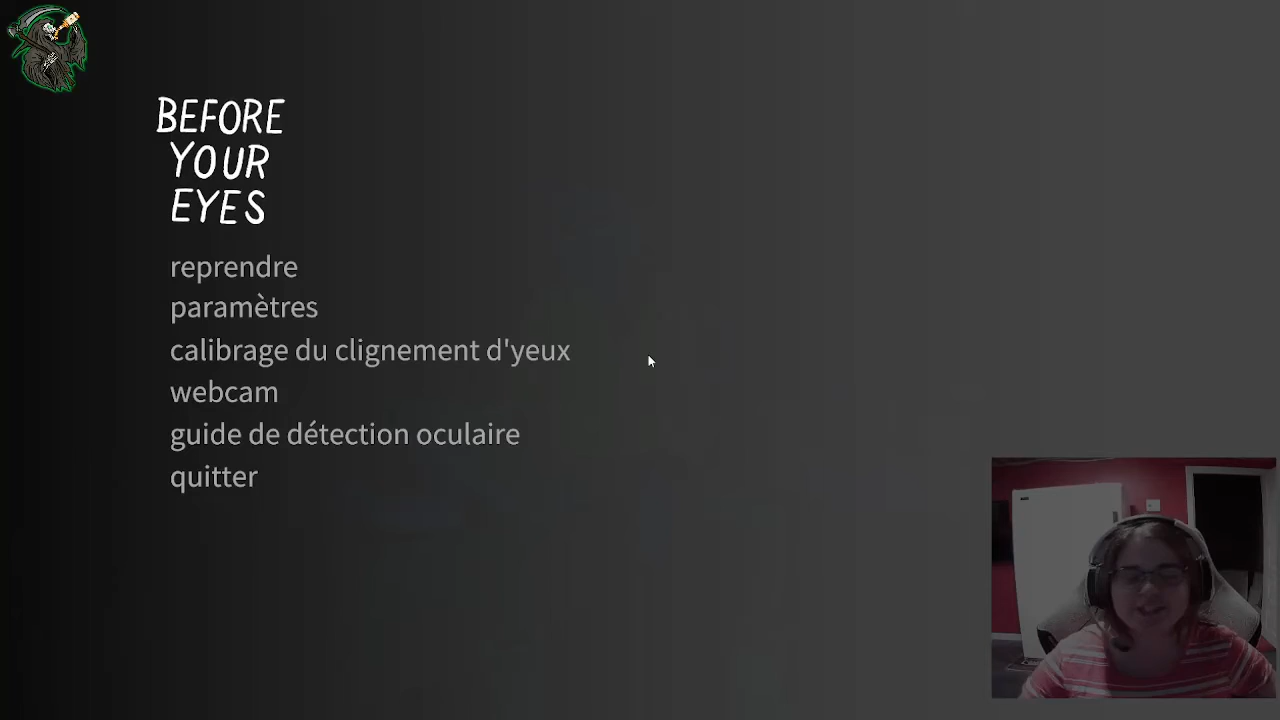 BEFORE
YOUR
EYES
reprendre
paramètres
calibrage du clignement d'yeux
webcam
guide de détection oculaire
quitter